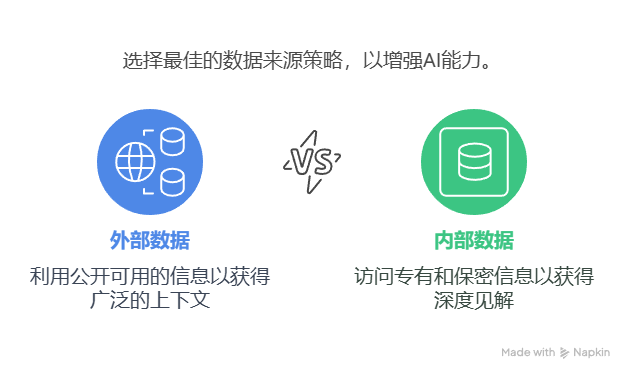 选择最佳的数据来源策略，以增强AI能力。
VS
外部数据
利用公开可用的信息以获得
广泛的上下文
内部数据
访问专有和保密信息以获得
深度见解
Made with Napkin